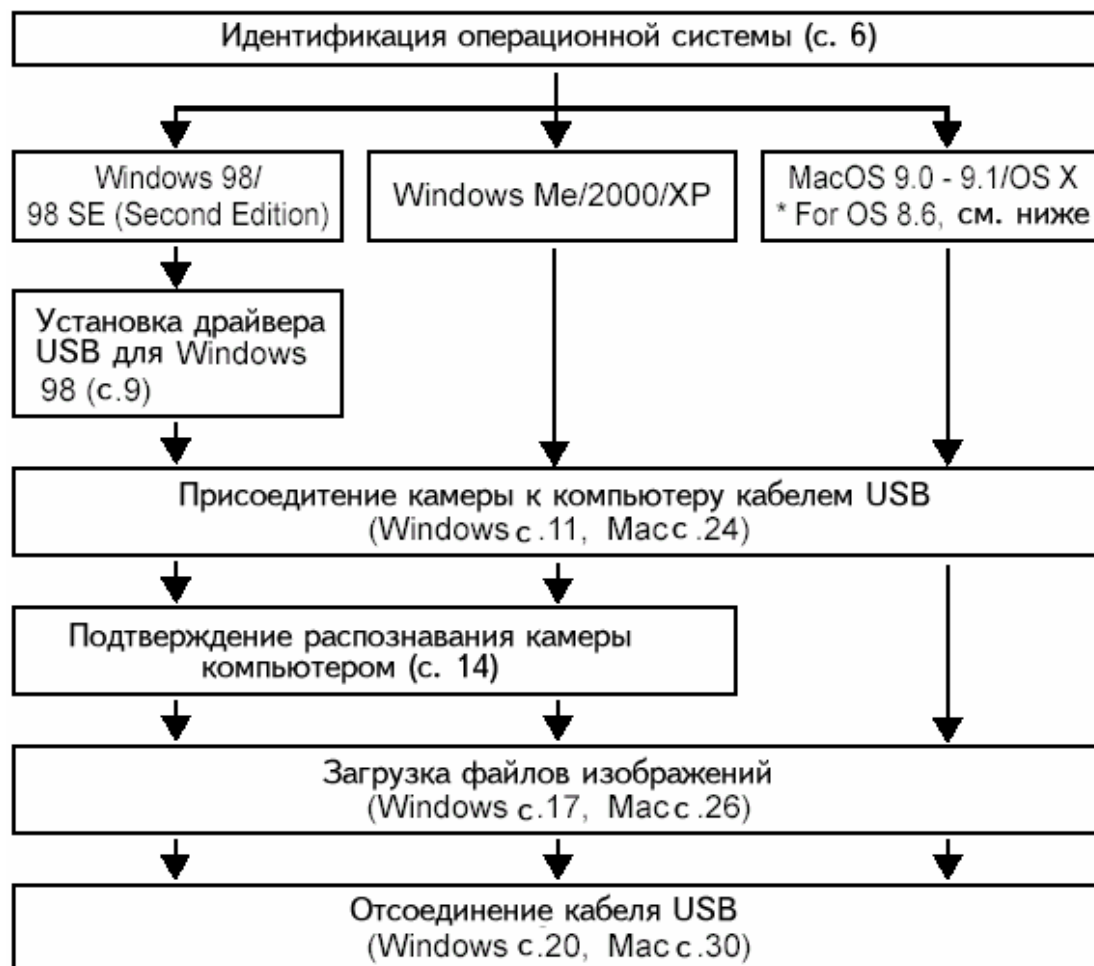 Идентификация операционной системы (с. 6)
Windows 98/
98 SE (Second Edition)
Windows Me/2000/XP
MacOS 9.0 - 9.1/OS X
* For OS 8.6, см. ниже
Установка драйвера
USB для Windows
98 (с.9)
Присоедитение камеры к компьютеру кабелем USB
(Windows с.11, Mac с.24)
Подтверждение распознавания камеры
компьютером (с. 14)
Загрузка файлов изображений
(Windows с.17, Mac с.26)
Отсоединение кабеля USB
(Windows с.20, Mac с.30)